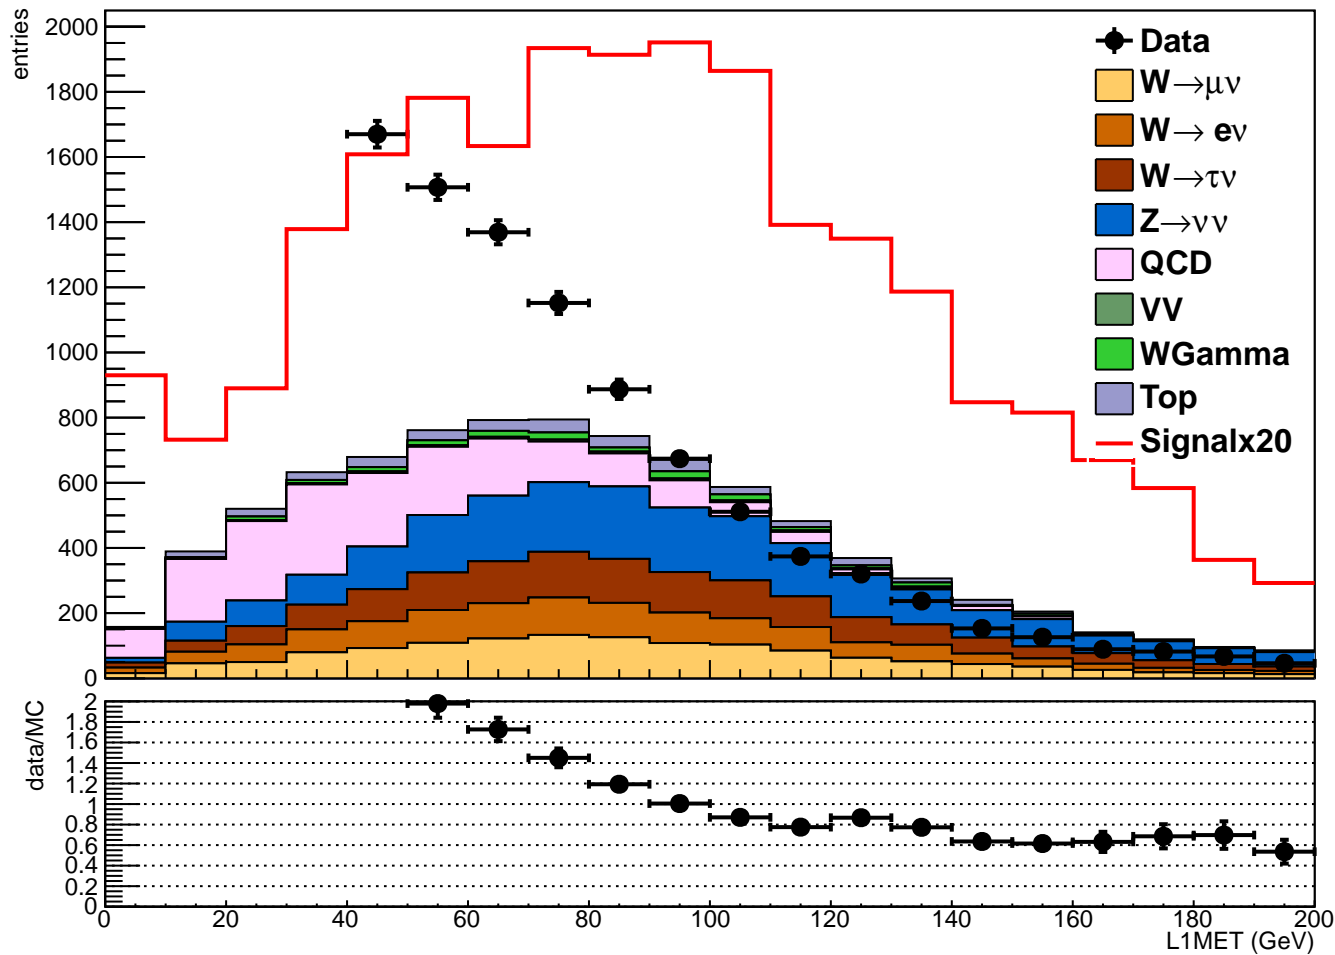 entries
2000
1800
1600
1400
1200
1000
800
600
400
200
0
Data
W→μν
W→ eν
W→τν
Z→νν
QCD
VV
WGamma
Top
Signalx20
data/MC
2
1.8
1.6
1.4
1.2
1
0.8
0.6
0.4
0.2
0
0 20 40 60 80 100 120 140 160 180 200
L1MET (GeV)